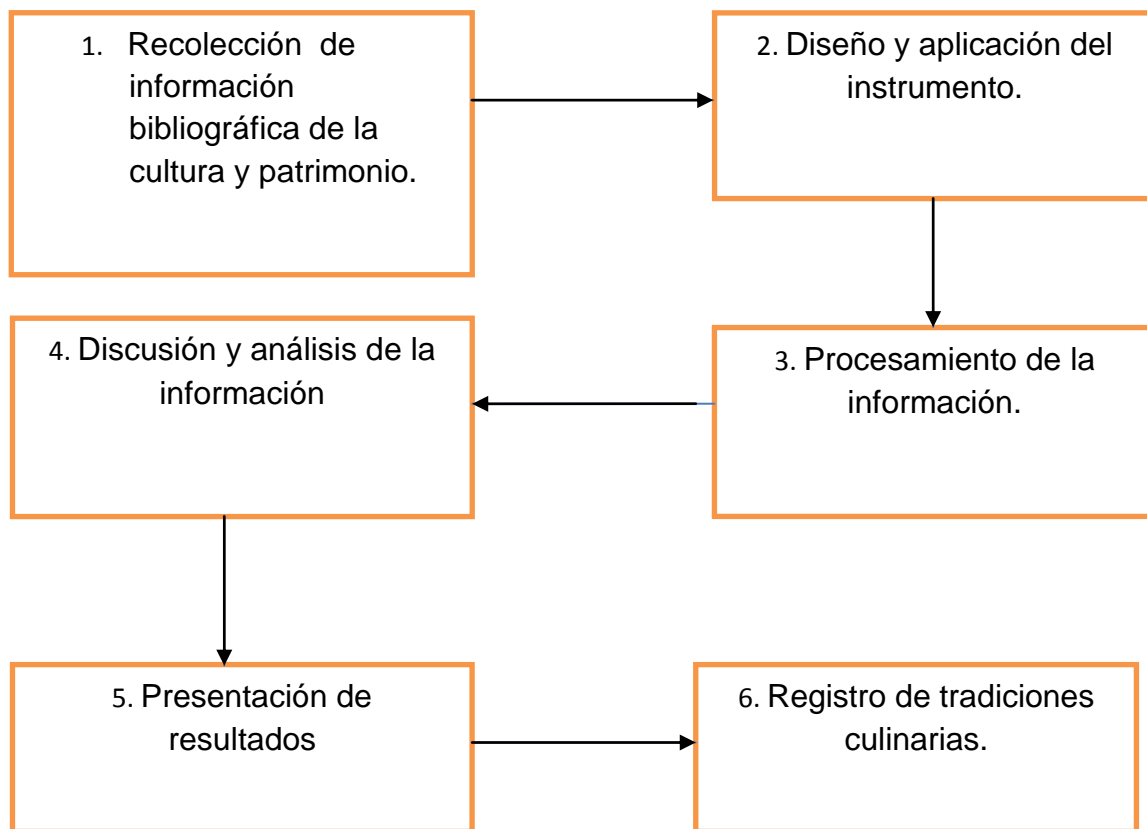 1. Recolección de
información
bibliográfica de la
cultura y patrimonio.
2. Diseño y aplicación del
instrumento.
3. Procesamiento de la
información.
4. Discusión y análisis de la
información
5. Presentación de
resultados
6. Registro de tradiciones
culinarias.